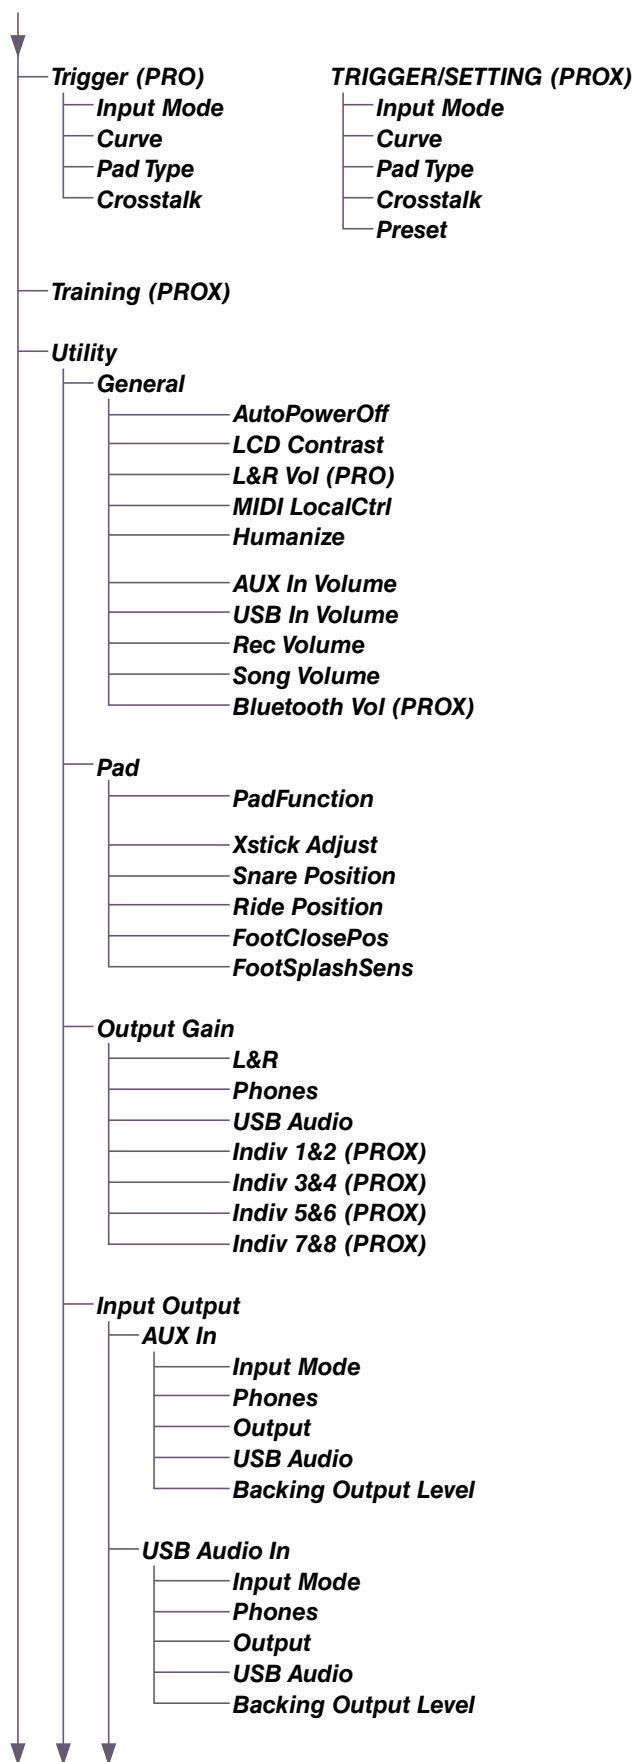 Trigger (PRO)
Input Mode
Curve
Pad Type
Crosstalk
TRIGGER/SETTING (PROX)
Input Mode
Curve
Pad Type
Crosstalk
Preset
Training (PROX)
Utility
General
AutoPowerOff
LCD Contrast
L&R Vol (PRO)
MIDI LocalCtrl
Humanize
AUX In Volume
USB In Volume
Rec Volume
Song Volume
Bluetooth Vol (PROX)
Pad
PadFunction
Xstick Adjust
Snare Position
Ride Position
FootClosePos
FootSplashSens
Output Gain
L&R
Phones
USB Audio
Indiv 1&2 (PROX)
Indiv 3&4 (PROX)
Indiv 5&6 (PROX)
Indiv 7&8 (PROX)
Input Output
AUX In
Input Mode
Phones
Output
USB Audio
Backing Output Level
USB Audio In
Input Mode
Phones
Output
USB Audio
Backing Output Level